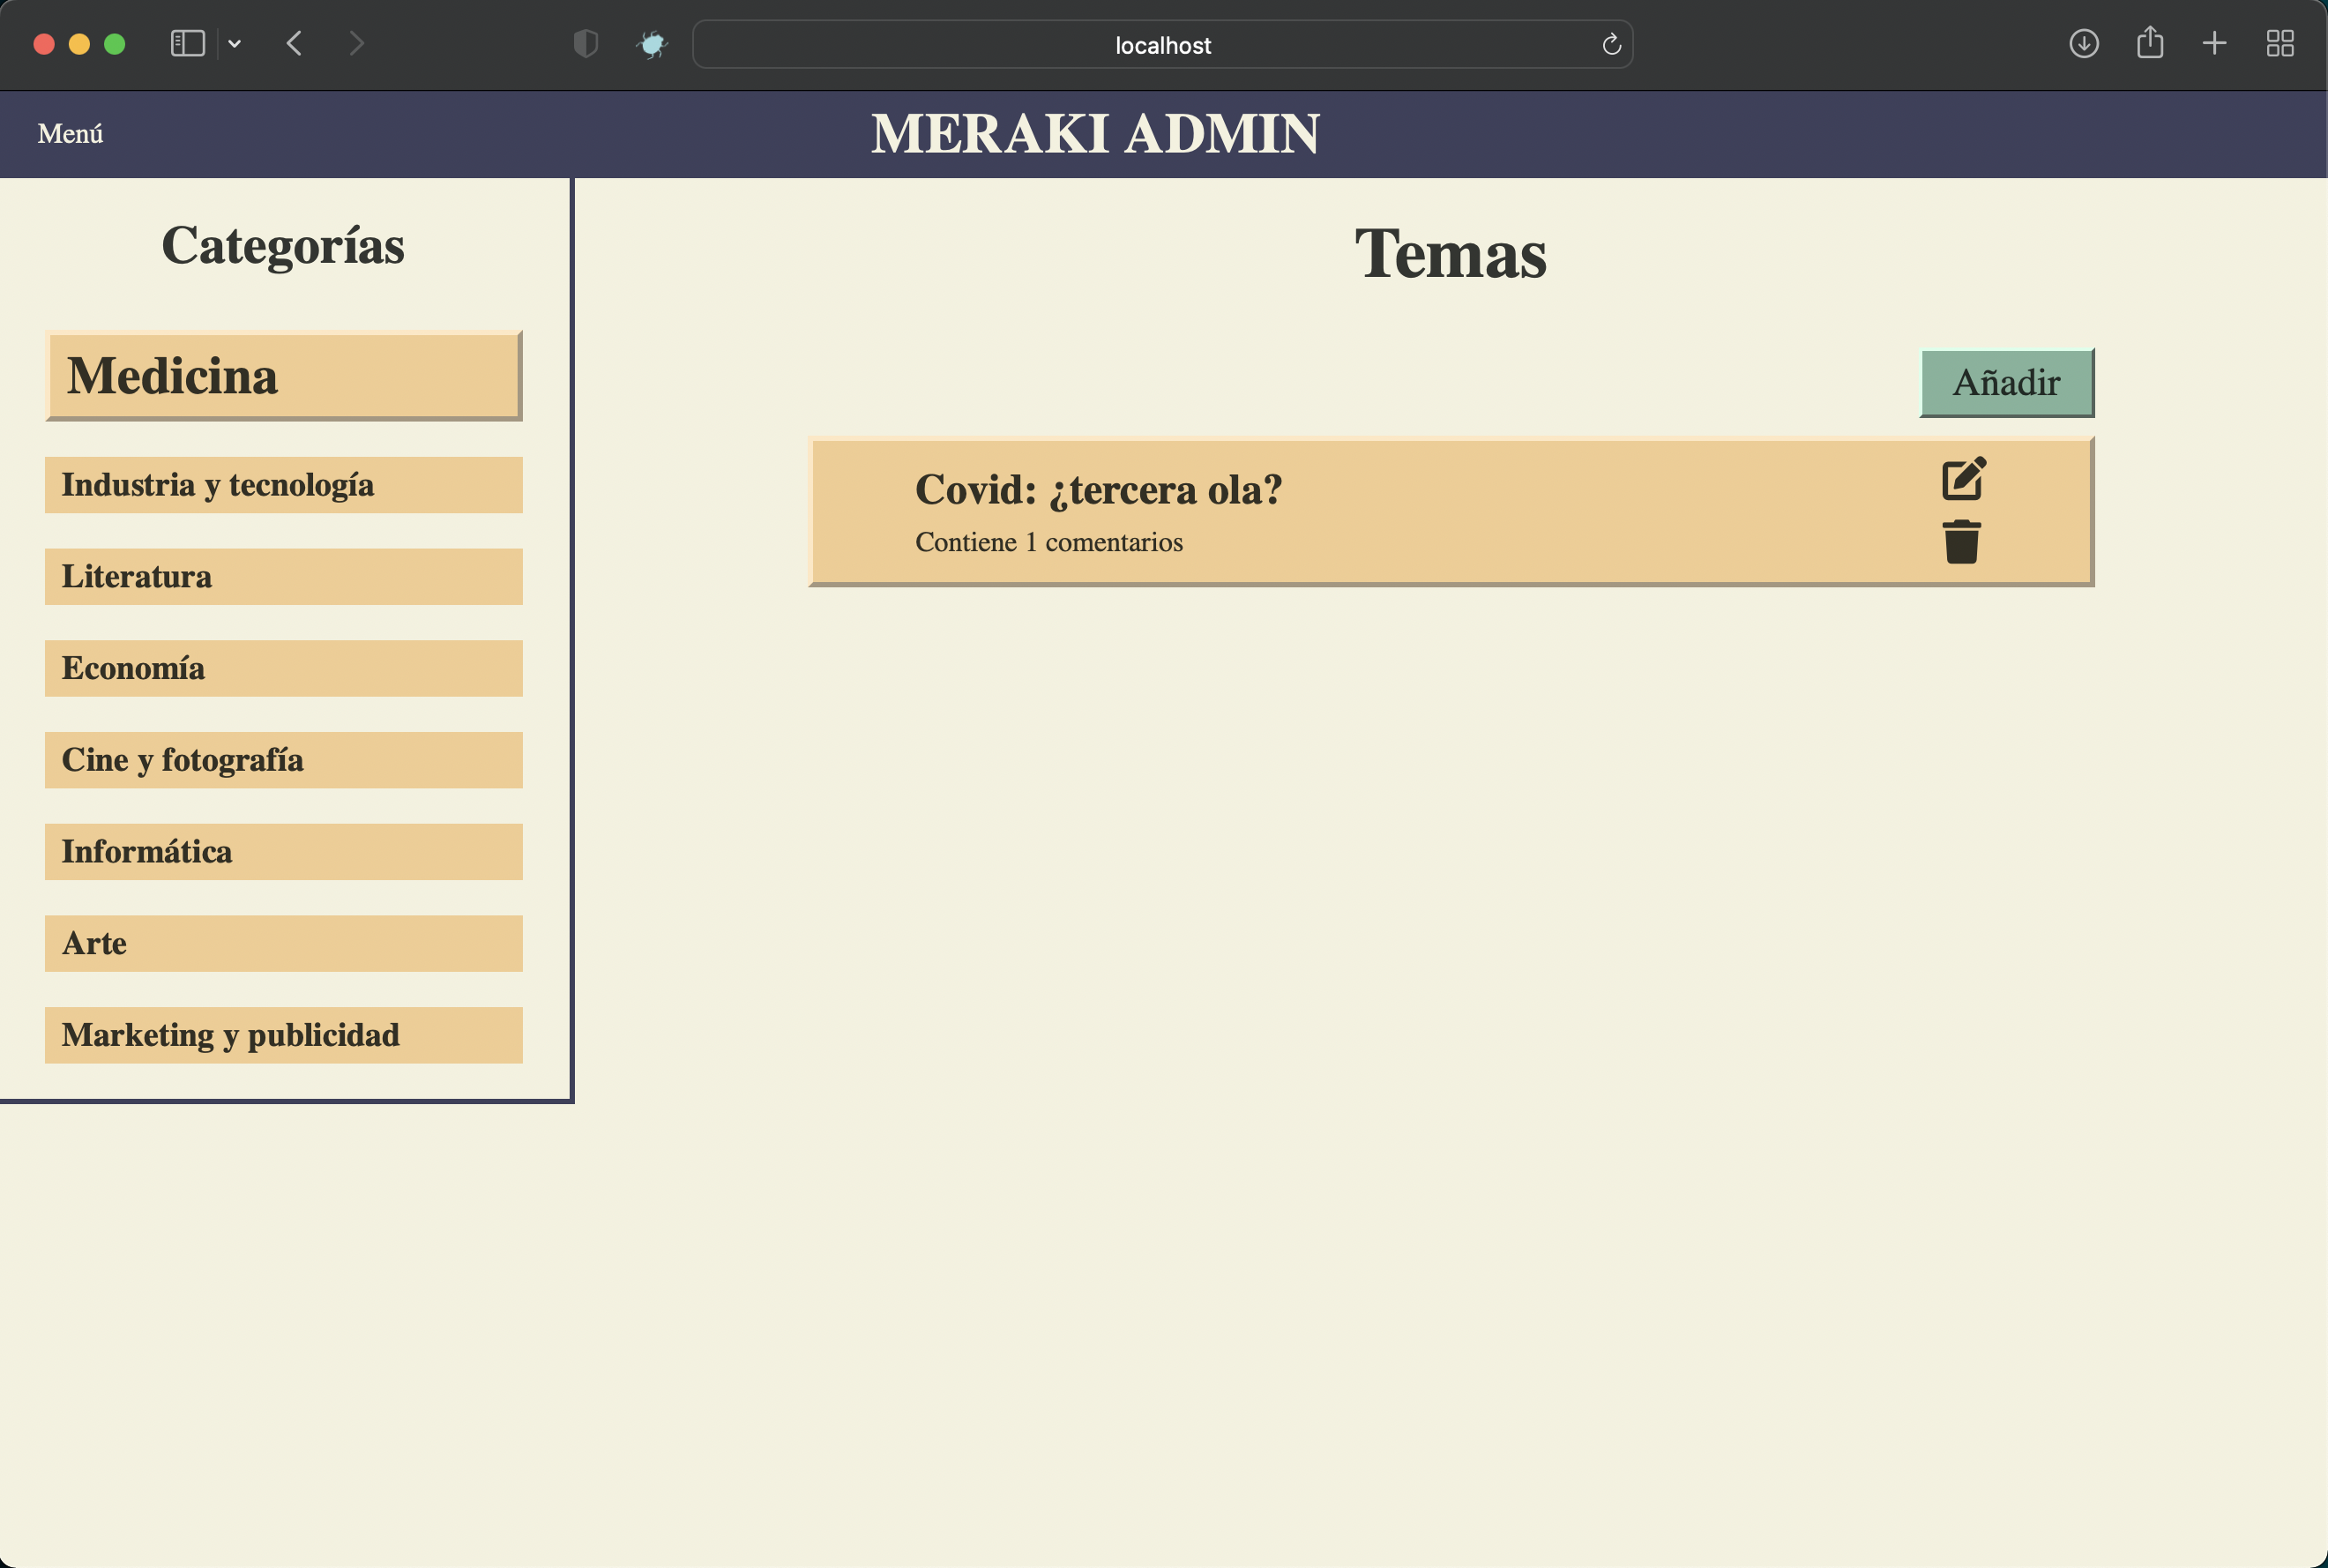 localhost
Menú
MERAKI ADMIN
Categorías
Medicina
Industria y tecnología
Literatura
Economía
Cine y fotografía
Informática
Arte
Marketing y publicidad
Temas
Añadir
Covid: ¿tercera ola?
Contiene 1 comentarios